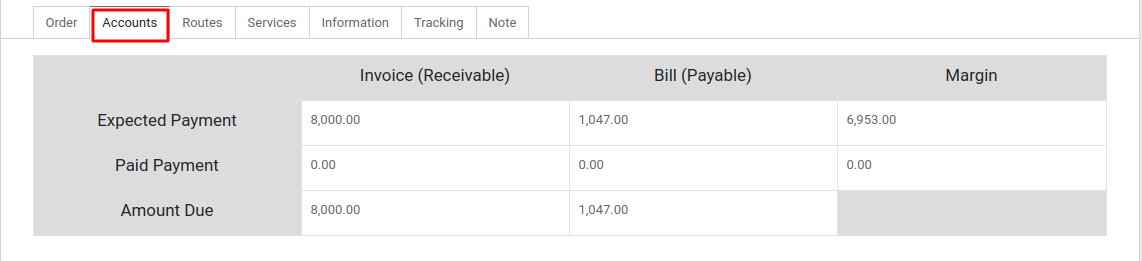 Order Accounts Routes Services Information Tracking Note
Invoice (Receivable) Bill (Payable) Margin
Expected Payment 8,000.00 1,047.00 6,953.00
Paid Payment 0.00 0.00 0.00
Amount Due 8,000.00 1,047.00